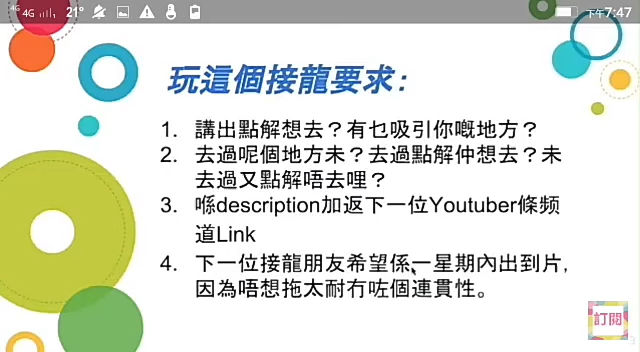 4G 4G 21° 下午7:47
玩這個接龍要求:
1. 講出點解想去？有乜吸引你嘅地方？
2. 去過呢個地方未？去過點解仲想去？未
去過又點解唔去哩？
3. 喺description加返下一位Youtuber條频
道Link
4. 下一位接龍朋友希望係一星期內出到片,
因為唔想拖太耐冇咗個連貫性。
訂閱